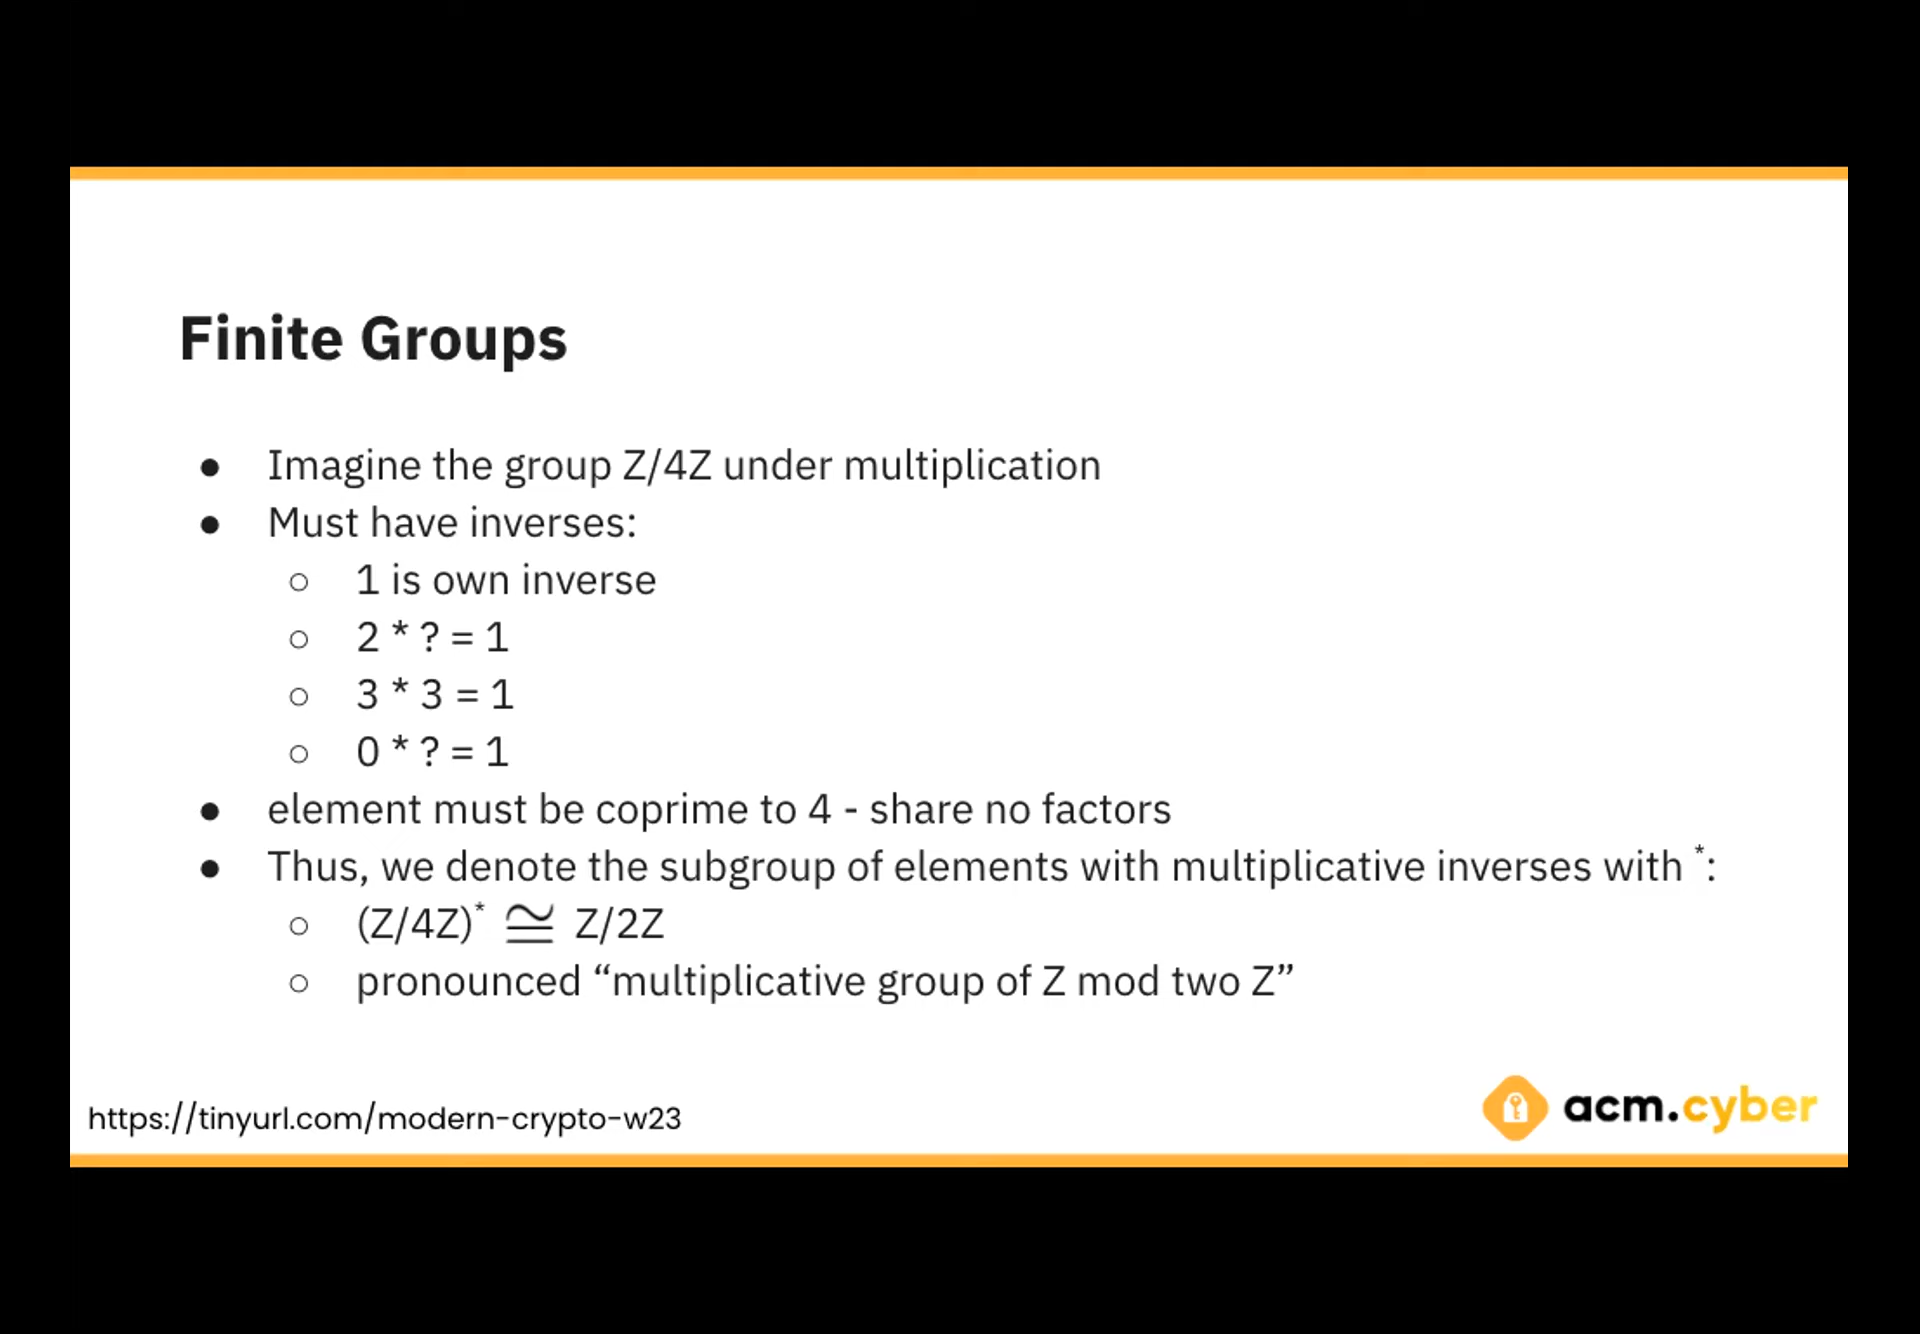 Finite Groups
● Imagine the group Z/4Z under multiplication
● Must have inverses:
○ 1 is own inverse
○ 2 * ? = 1
○ 3 * 3 = 1
○ 0 * ? = 1
● element must be coprime to 4 - share no factors
● Thus, we denote the subgroup of elements with multiplicative inverses with *:
○ (Z/4Z)* ≅ Z/2Z
○ pronounced “multiplicative group of Z mod two Z”
https://tinyurl.com/modern-crypto-w23
acm.cyber